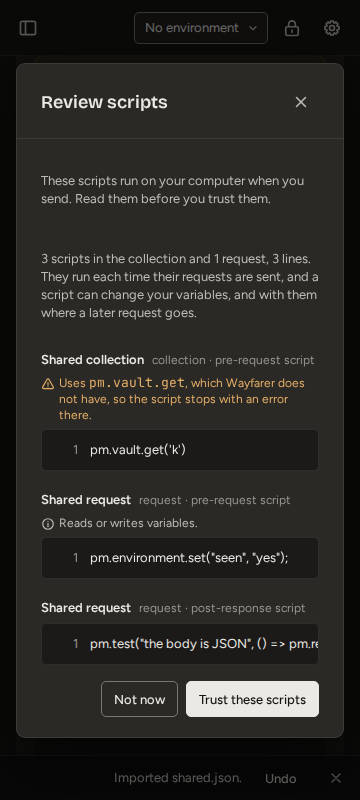 No environment
Review scripts
These scripts run on your computer when you
send. Read them before you trust them.
3 scripts in the collection and 1 request, 3 lines.
They run each time their requests are sent, and a
script can change your variables, and with them
where a later request goes.
Shared collection collection · pre-request script
Uses pm.vault.get, which Wayfarer does
not have, so the script stops with an error
there.
1 pm.vault.get('k')
Shared request request · pre-request script
Reads or writes variables.
1 pm.environment.set("seen", "yes");
Shared request request · post-response script
1 pm.test("the body is JSON", () => pm.re
Not now Trust these scripts
Imported shared.json. Undo